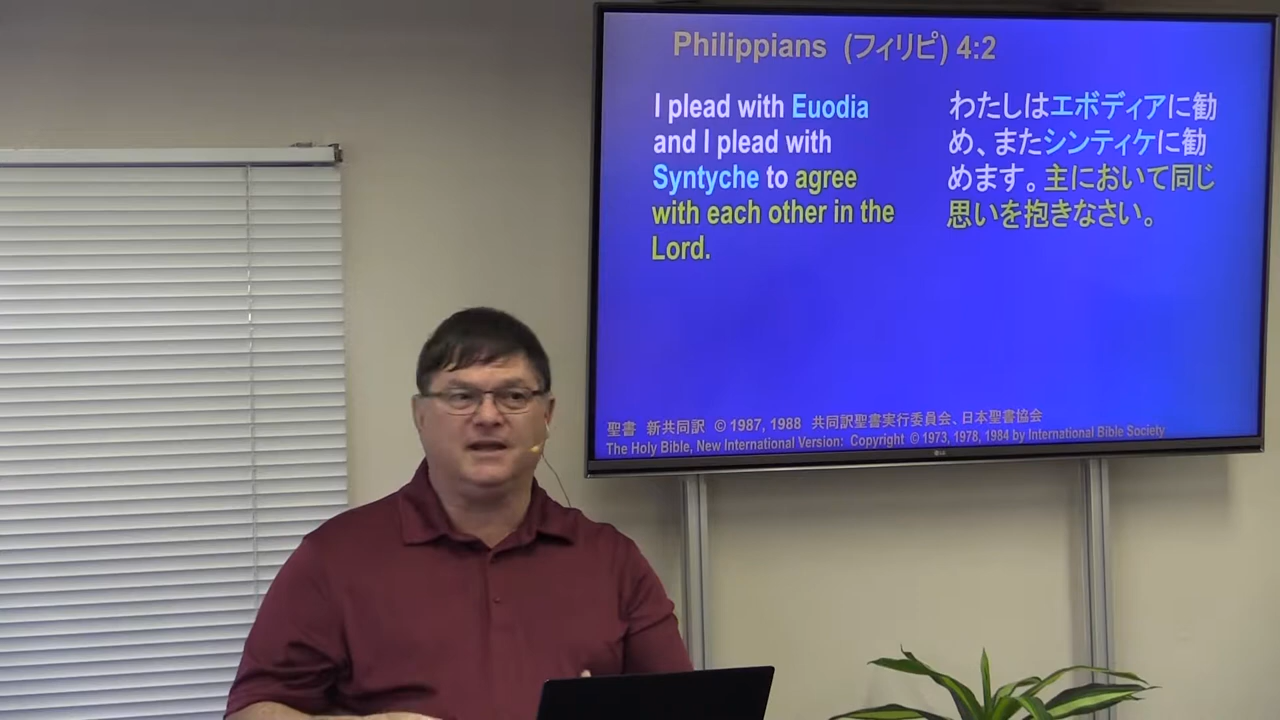 Philippians (フィリピ) 4:2
I plead with Euodia
and I plead with
Syntyche to agree
with each other in the
Lord.
わたしはエボディアに勧
め、またシンティケに勧
めます。主において同じ
思いを抱きなさい。
聖書 新共同訳 © 1987, 1988 共同訳聖書実行委員会、日本聖書協会
The Holy Bible, New International Version: Copyright © 1973, 1978, 1984 by International Bible Society
LG